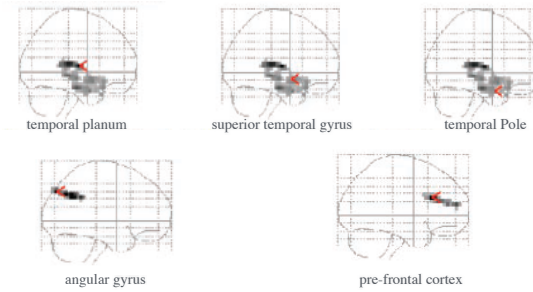 temporal planum
superior temporal gyrus
temporal Pole
angular gyrus
pre-frontal cortex